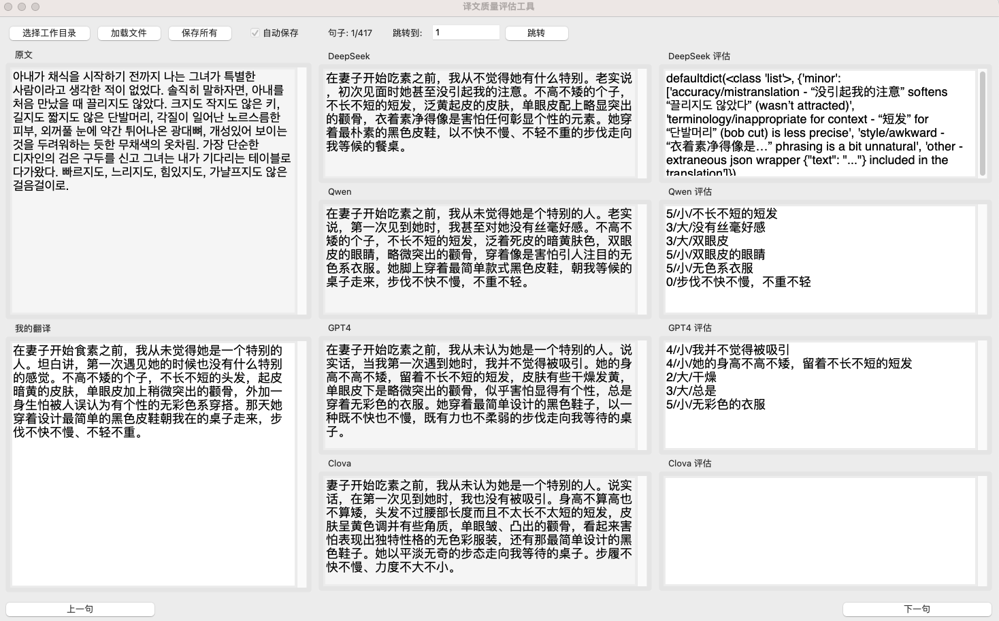 译文质量评估工具
选择工作目录 加载文件 保存所有 自动保存 句子: 1/417 跳转到: 1 跳转
原文
아내가 채식을 시작하기 전까지 나는 그녀가 특별한
사람이라고 생각한 적이 없었다. 솔직히 말하자면, 아내를
처음 만났을 때 끌리지도 않았다. 크지도 작지도 않은 키,
길지도 짧지도 않은 단발머리, 각질이 일어난 노르스름한
피부, 외꺼풀 눈에 약간 튀어나온 광대뼈, 개성있어 보이는
것을 두려워하는 듯한 무채색의 옷차림. 가장 단순한
디자인의 검은 구두를 신고 그녀는 내가 기다리는 테이블로
다가왔다. 빠르지도, 느리지도, 힘있지도, 가냘프지도 않은
걸음걸이로.
我的翻译
在妻子开始食素之前，我从未觉得她是一个特别的
人。坦白讲，第一次遇见她的时候也没有什么特别
的感觉。不高不矮的个子，不长不短的头发，起皮
暗黄的皮肤，单眼皮加上稍微突出的颧骨，外加一
身生怕被人误认为有个性的无彩色系穿搭。那天她
穿着设计最简单的黑色皮鞋朝我在的桌子走来，步
伐不快不慢、不轻不重。
上一句
DeepSeek
在妻子开始吃素之前，我从不觉得她有什么特别。老实说
，初次见面时她甚至没引起我的注意。不高不矮的个子，
不长不短的短发，泛黄起皮的皮肤，单眼皮配上略显突出
的颧骨，衣着素净得像是害怕任何彰显个性的元素。她穿
着最朴素的黑色皮鞋，以不快不慢、不轻不重的步伐走向
我等候的餐桌。
Qwen
在妻子开始吃素之前，我从未觉得她是个特别的人。老实
说，第一次见到她时，我甚至对她没有丝毫好感。不高不
矮的个子，不长不短的短发，泛着死皮的暗黄肤色，双眼
皮的眼睛，略微突出的颧骨，穿着像是害怕引人注目的无
色系衣服。她脚上穿着最简单款式黑色皮鞋，朝我等候的
桌子走来，步伐不快不慢，不重不轻。
GPT4
在妻子开始吃素之前，我从未认为她是一个特别的人。说
实话，当我第一次遇到她时，我并不觉得被吸引。她的身
高不高不矮，留着不长不短的短发，皮肤有些干燥发黄，
单眼皮下是略微突出的颧骨，似乎害怕显得有个性，总是
穿着无彩色的衣服。她穿着最简单设计的黑色鞋子，以一
种既不快也不慢，既有力也不柔弱的步伐走向我等待的桌
子。
Clova
妻子开始吃素之前，我从未认为她是一个特别的人。说实
话，在第一次见到她时，我也没有被吸引。身高不算高也
不算矮，头发不过腰部长度而且不太长不太短的短发，皮
肤呈黄色调并有些角质，单眼皱、凸出的颧骨，看起来害
怕表现出独特性格的无色彩服装，还有那最简单设计的黑
色鞋子。她以平淡无奇的步态走向我等待的桌子。步履不
快不慢、力度不大不小。
DeepSeek 评估
defaultdict(<class 'list'>, {'minor':
['accuracy/mistranslation - “没引起我的注意” softens
“끌리지도 않았다” (wasn’t attracted)',
'terminology/inappropriate for context - “短发” for
“단발머리” (bob cut) is less precise', 'style/awkward -
“衣着素净得像是…” phrasing is a bit unnatural', 'other -
extraneous json wrapper {"text": "..."} included in the
translation']})
Qwen 评估
5/小/不长不短的短发
3/大/没有丝毫好感
3/大/双眼皮
5/小/双眼皮的眼睛
5/小/无色系衣服
0/步伐不快不慢，不重不轻
GPT4 评估
4/小/我并不觉得被吸引
4/小/她的身高不高不矮，留着不长不短的短发
2/大/干燥
3/大/总是
5/小/无彩色的衣服
Clova 评估
下一句